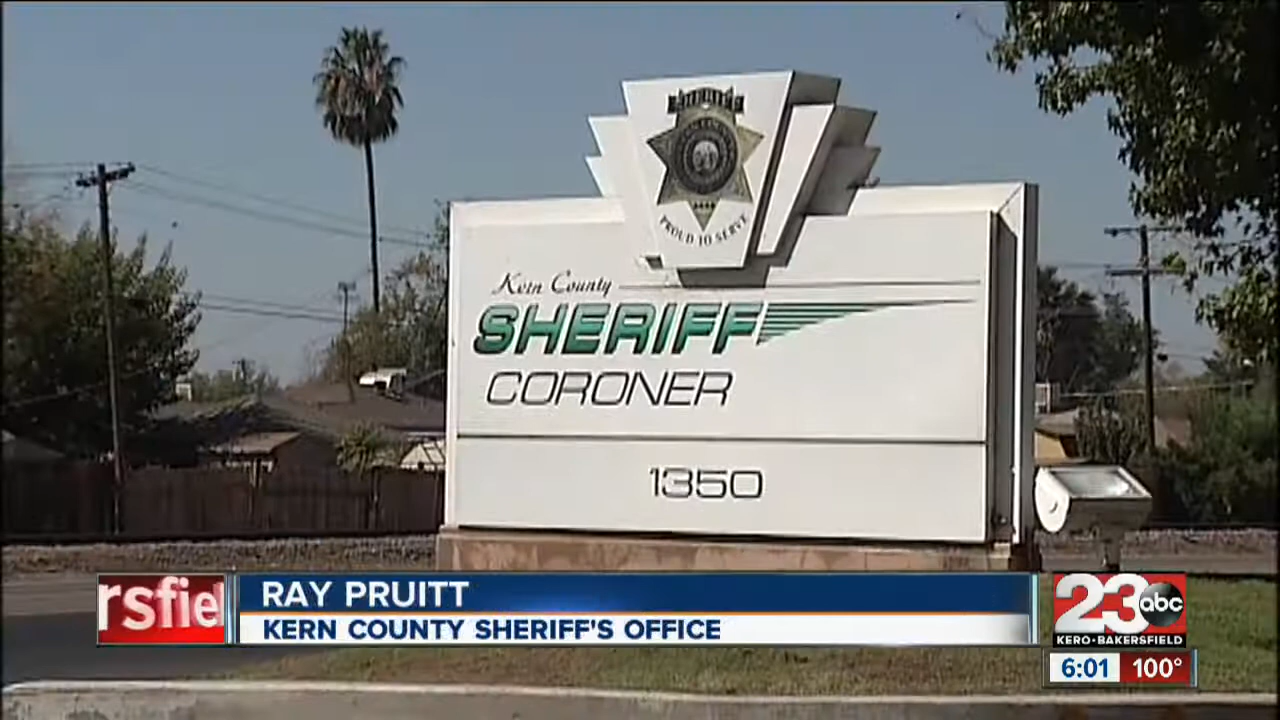 SHERIFF'S
PROUD TO SERVE
Kern County
SHERIFF
CORONER
1350
rsfiel
RAY PRUITT
KERN COUNTY SHERIFF'S OFFICE
23 abc
KERO•BAKERSFIELD
6:01 100°